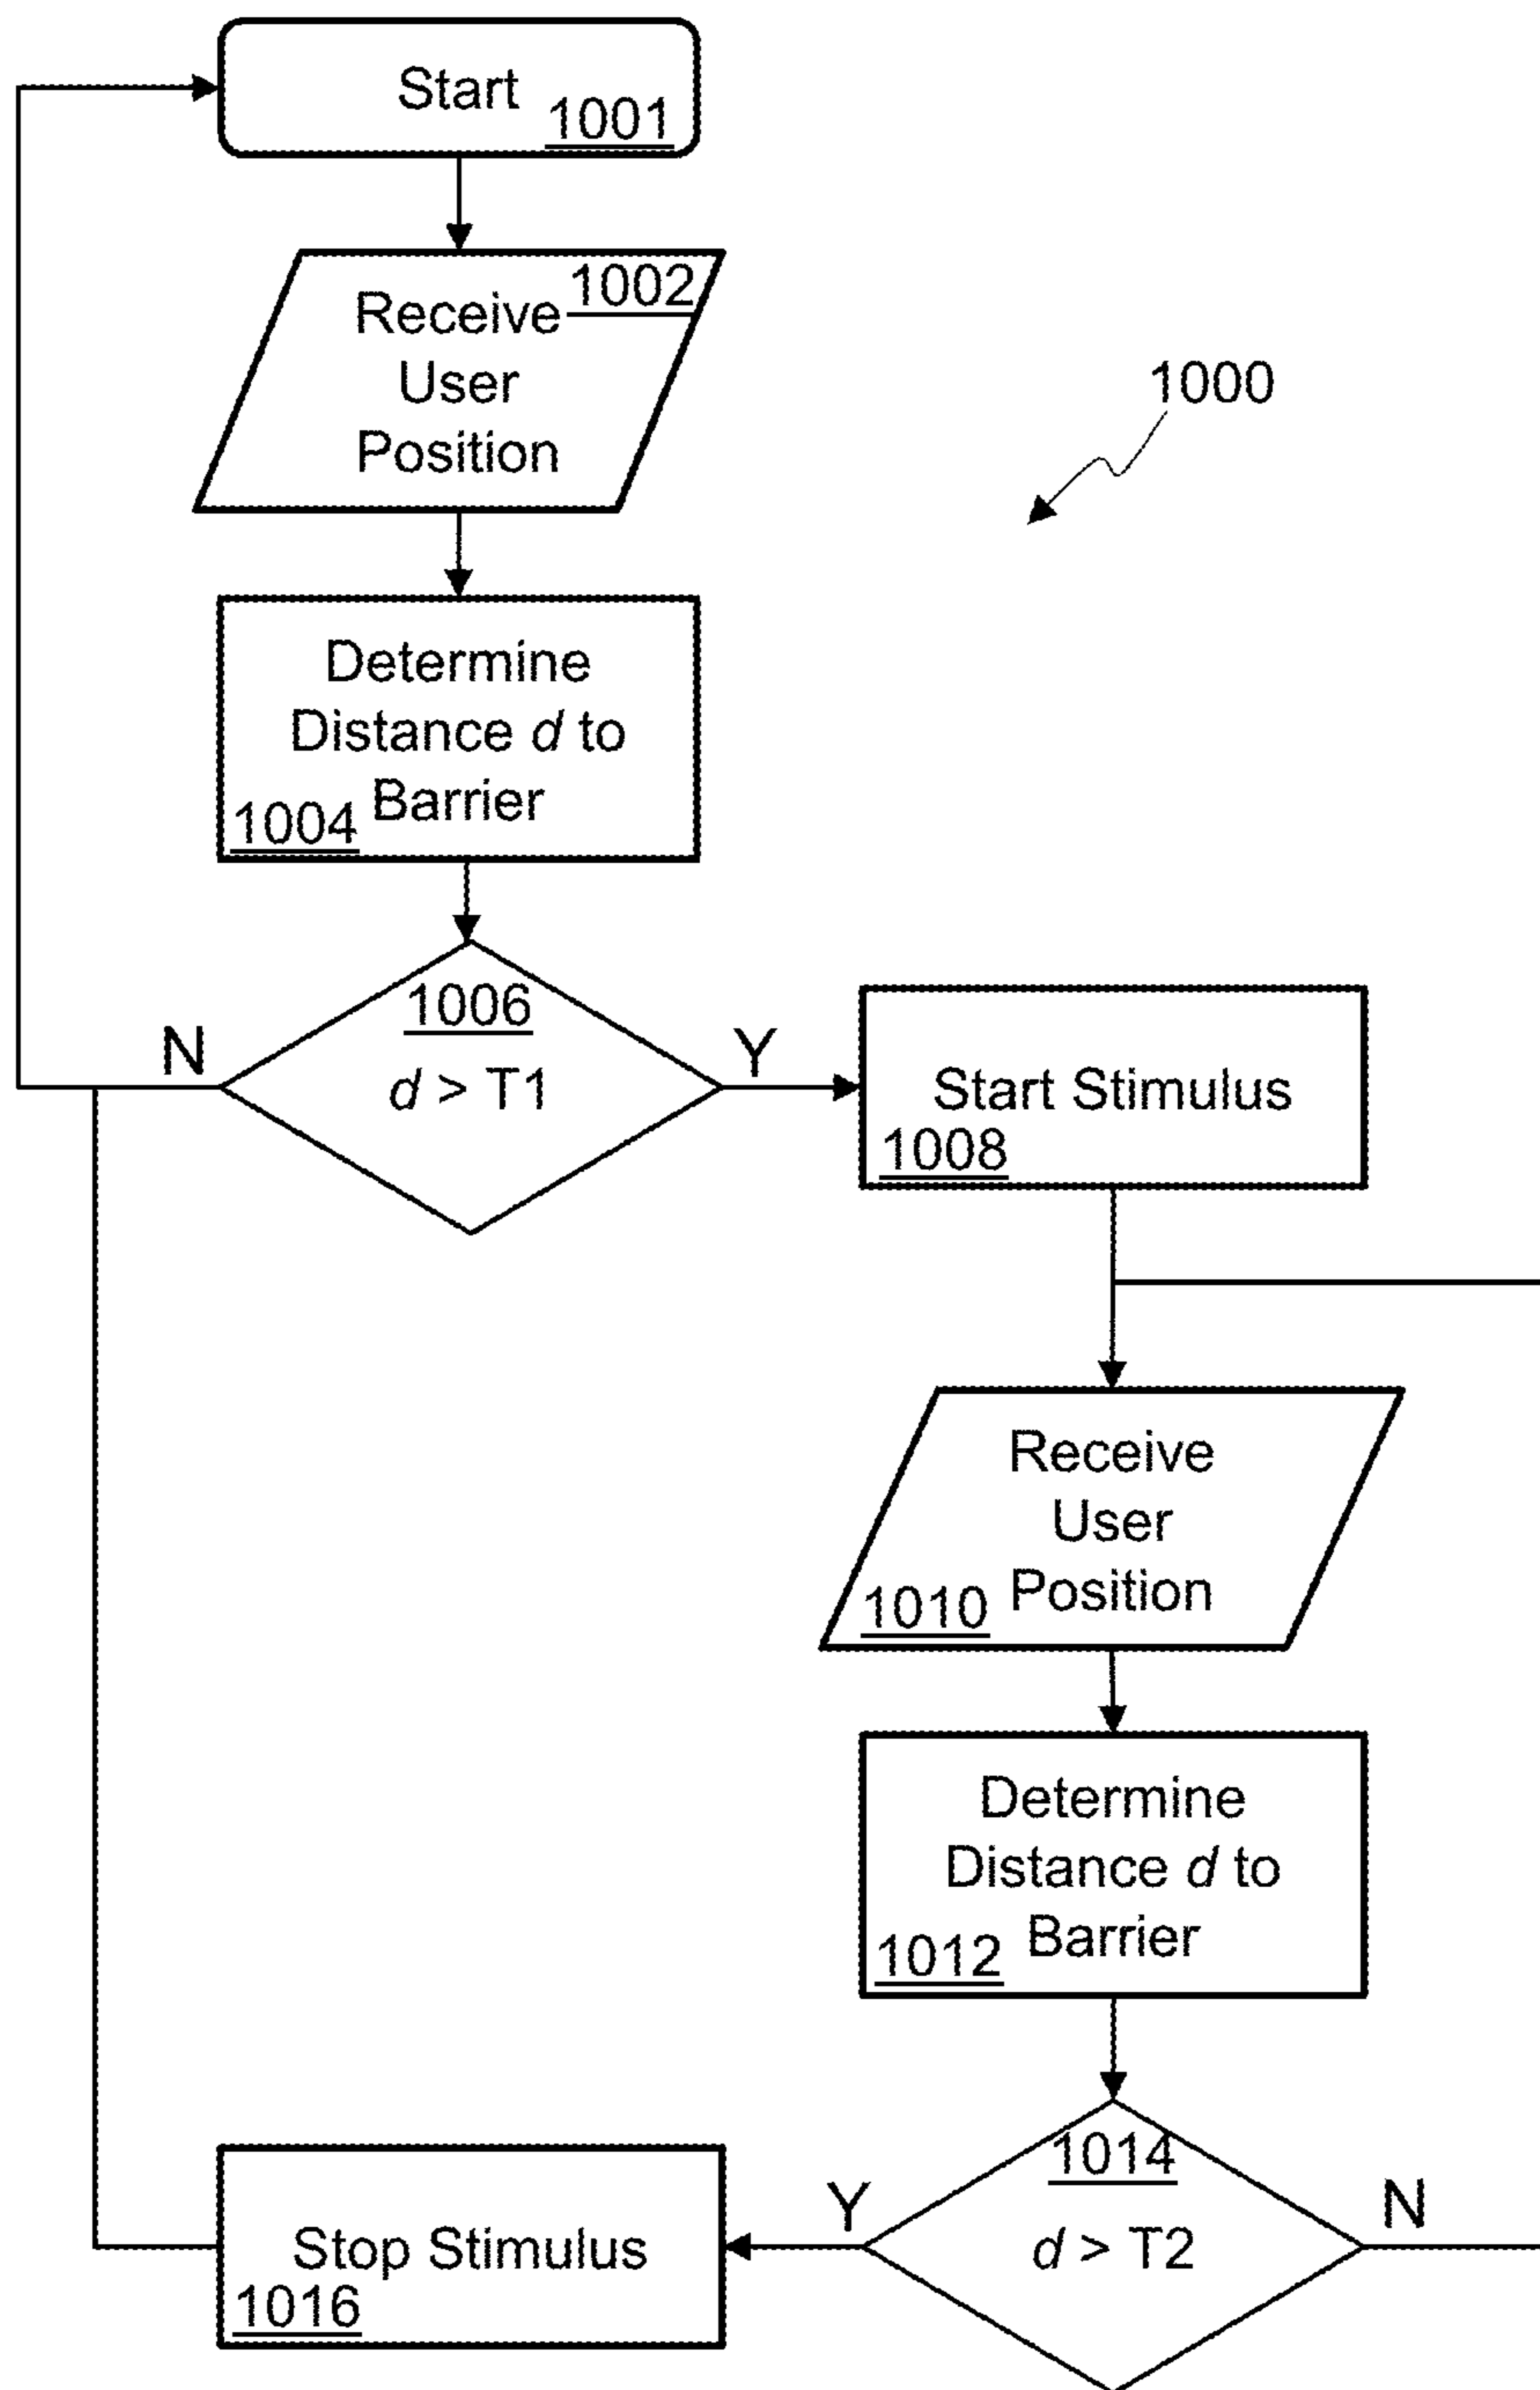 Start
1001
Receive 1002
User
Position
1000
Determine
Distance d to
Barrier
1004
1006
N
d > T1
Y
Start Stimulus
1008
Receive
User
Position
1010
Determine
Distance d to
Barrier
1012
1014
Y
d > T2
N
Stop Stimulus
1016